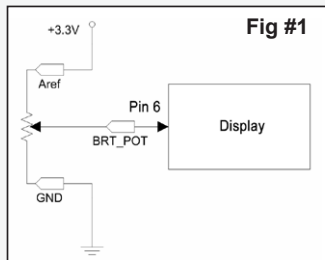 Fig #1
+3.3V
Aref
Pin 6
Display
BRT_POT
GND